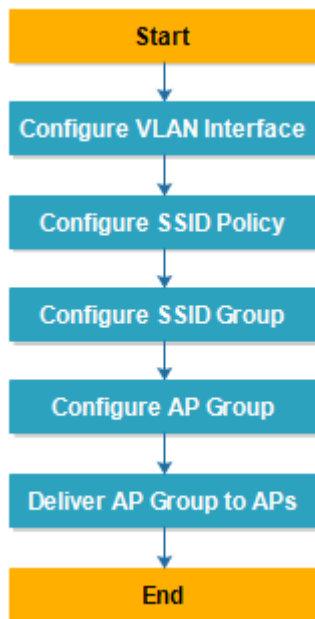 Start
Configure VLAN Interface
Configure SSID Policy
Configure SSID Group
Configure AP Group
Deliver AP Group to APs
End